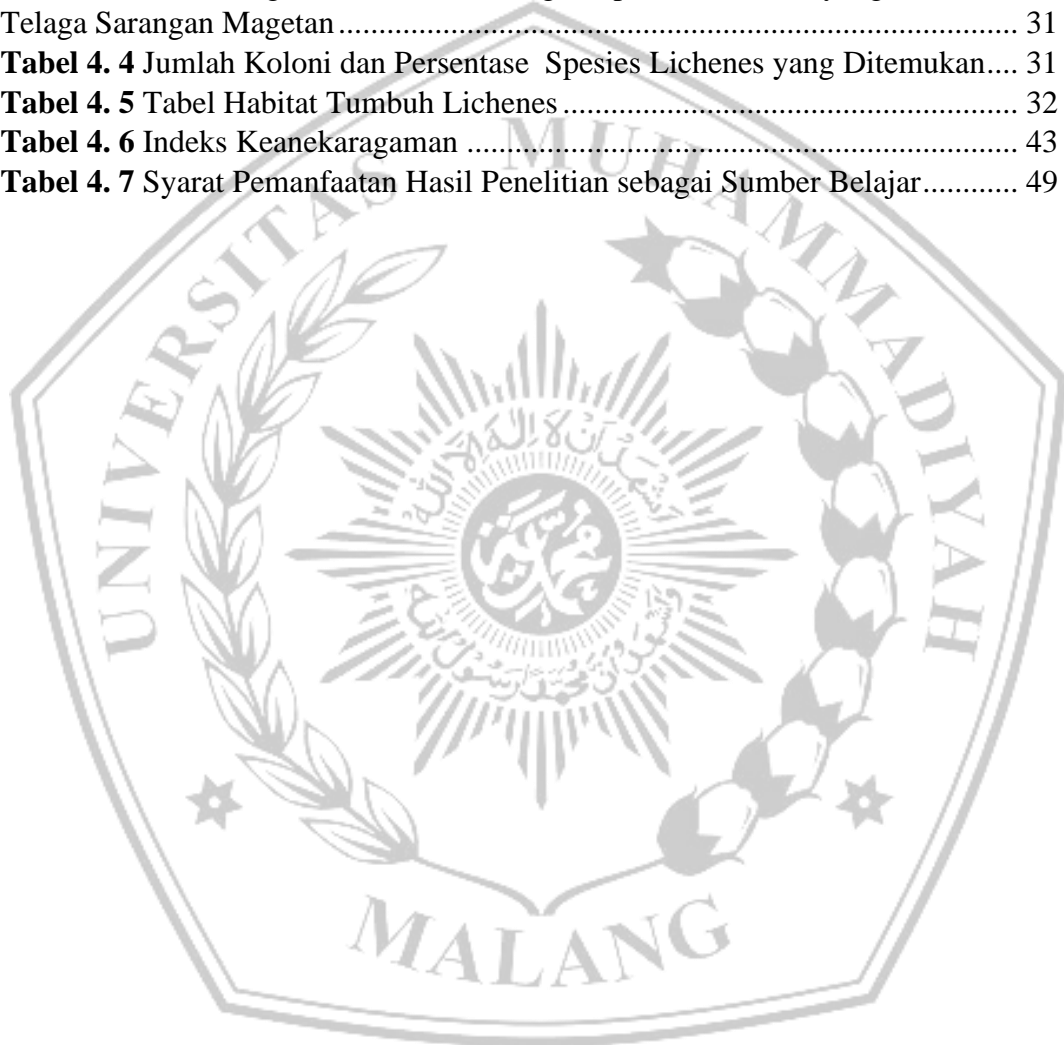 Telaga Sarangan Magetan.................................................................................... 31
Tabel 4. 4 Jumlah Koloni dan Persentase Spesies Lichenes yang Ditemukan.... 31
Tabel 4. 5 Tabel Habitat Tumbuh Lichenes........................................................ 32
Tabel 4. 6 Indeks Keanekaragaman .................................................................... 43
Tabel 4. 7 Syarat Pemanfaatan Hasil Penelitian sebagai Sumber Belajar............ 49
UNIVERSITAS MUHAMMADIYAH
MALANG